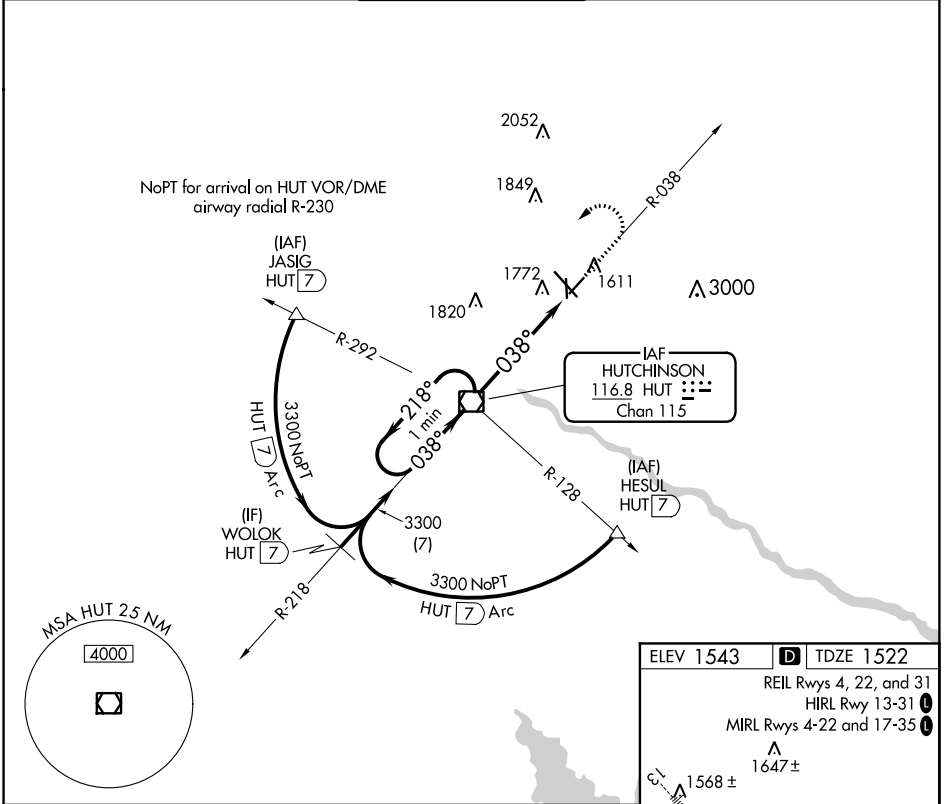 2052
1849
R-038
NoPT for arrival on HUT VOR/DME
airway radial R-230
(IAF)
JASIG
HUT 7
1772
1611
3000
1820
R-292
038°
IAF
HUTCHINSON
116.8 HUT
Chan 115
218°
1 min
038°
3300 NoPT
HUT 7 Arc
R-128
(IAF)
HESUL
HUT 7
(IF)
WOLOK
HUT 7
3300
(7)
3300 NoPT
HUT 7 Arc
R-218
MSA HUT 25 NM
4000
ELEV 1543 D TDZE 1522
REIL Rwys 4, 22, and 31
HIRL Rwy 13-31 L
MIRL Rwys 4-22 and 17-35 L
1647 ±
13
1568 ±